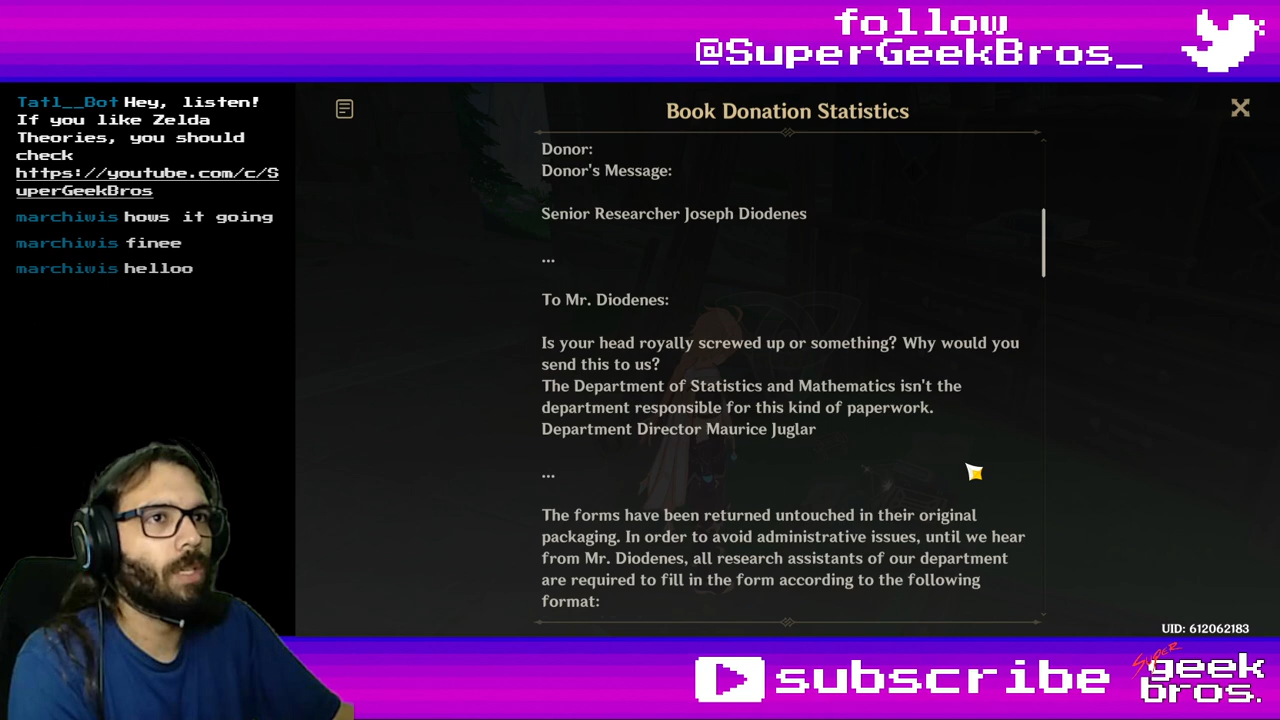 follow
@SuperGeekBros_
Tatl__Bot Hey, listen!
If you like Zelda
Theories, you should
check
https://youtube.com/c/S
uperGeekBros
marchiwis hows it going
marchiwis finee
marchiwis helloo
Book Donation Statistics
Donor:
Donor's Message:
Senior Researcher Joseph Diodenes
...
To Mr. Diodenes:
Is your head royally screwed up or something? Why would you
send this to us?
The Department of Statistics and Mathematics isn't the
department responsible for this kind of paperwork.
Department Director Maurice Juglar
...
The forms have been returned untouched in their original
packaging. In order to avoid administrative issues, until we hear
from Mr. Diodenes, all research assistants of our department
are required to fill in the form according to the following
format:
UID: 612062183
subscribe
SUPER
geek
bros.